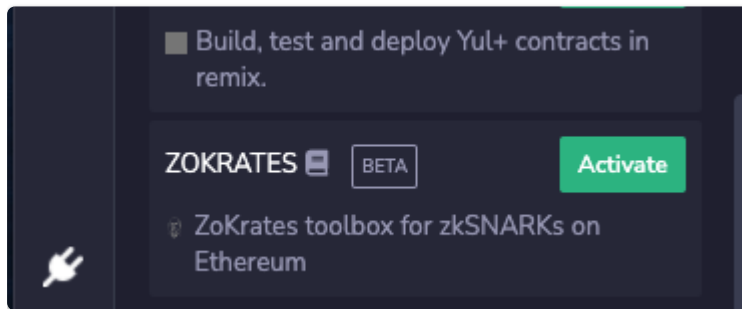 Build, test and deploy Yul+ contracts in
remix.
ZOKRATES BETA Activate
ZoKrates toolbox for zkSNARKs on
Ethereum